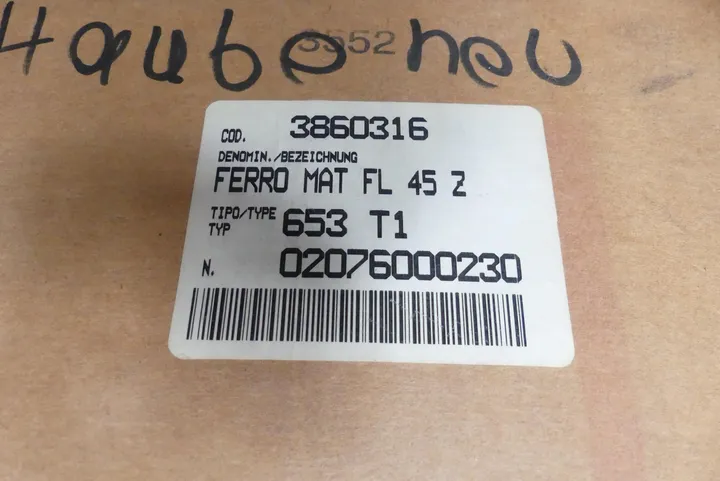 Haube neu
3552
COD. 3860316
DENOMIN./BEZEICHNUNG
FERRO MAT FL 45 Z
TIPO/TYPE 653 T1
TYP
N. 02076000230